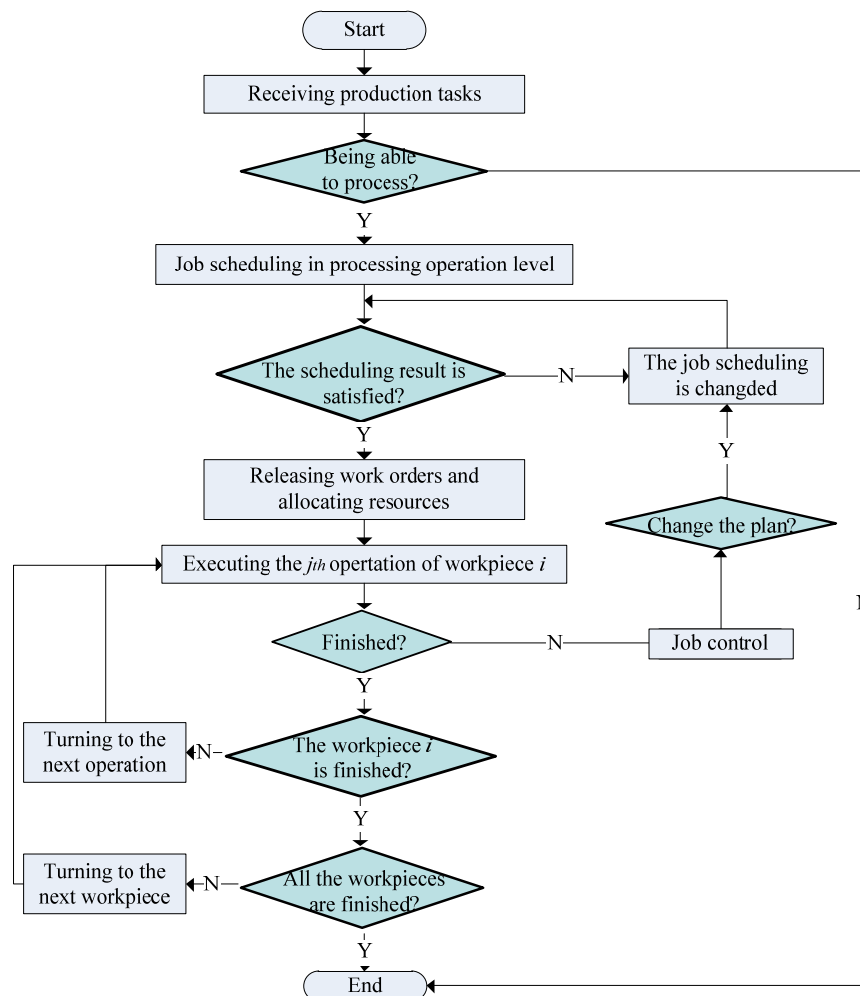 Start
Receiving production tasks
Being able
to process?
Y
Job scheduling in processing operation level
The scheduling result is
satisfied?
N
The job scheduling
is changded
Y
Y
Releasing work orders and
allocating resources
Change the plan?
Executing the jth opertation of workpiece i
Finished?
N
Job control
Y
Turning to the
next operation
N
The workpiece i
is finished?
Y
Turning to the
next workpiece
N
All the workpieces
are finished?
Y
End